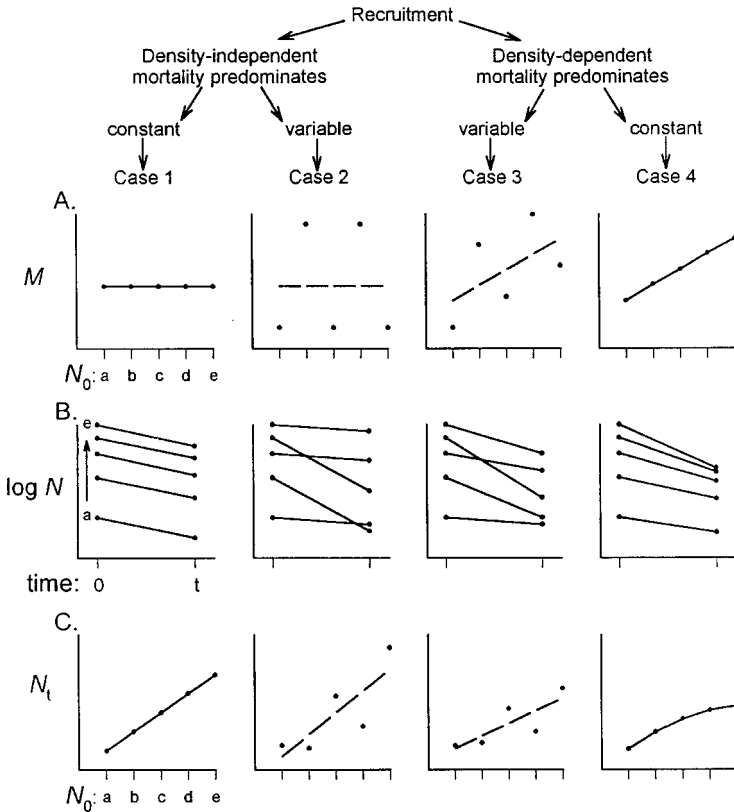 Recruitment
Density-independent
mortality predominates
Density-dependent
mortality predominates
constant
variable
variable
constant
Case 1
Case 2
Case 3
Case 4
A.
M
N0: a b c d e
B.
e
log N
a
time: 0 t
C.
Nt
N0: a b c d e